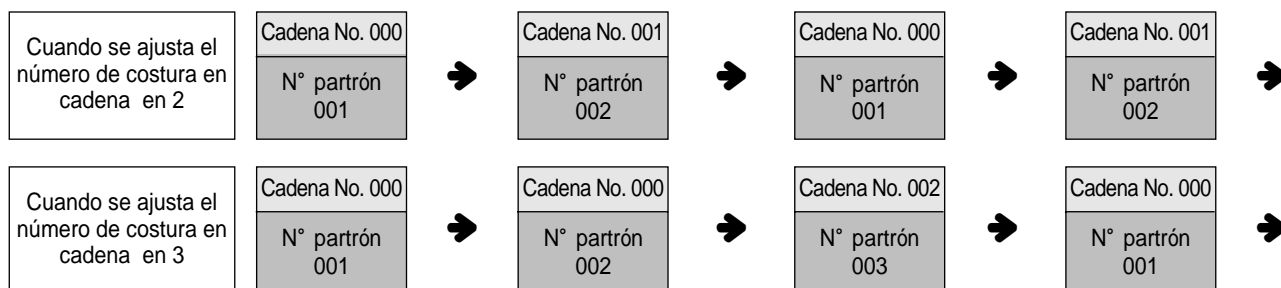 Cuando se ajusta el
número de costura en
cadena en 2
Cadena No. 000
N° partrón
001
Cadena No. 001
N° partrón
002
Cadena No. 000
N° partrón
001
Cadena No. 001
N° partrón
002
Cuando se ajusta el
número de costura en
cadena en 3
Cadena No. 000
N° partrón
001
Cadena No. 000
N° partrón
002
Cadena No. 002
N° partrón
003
Cadena No. 000
N° partrón
001